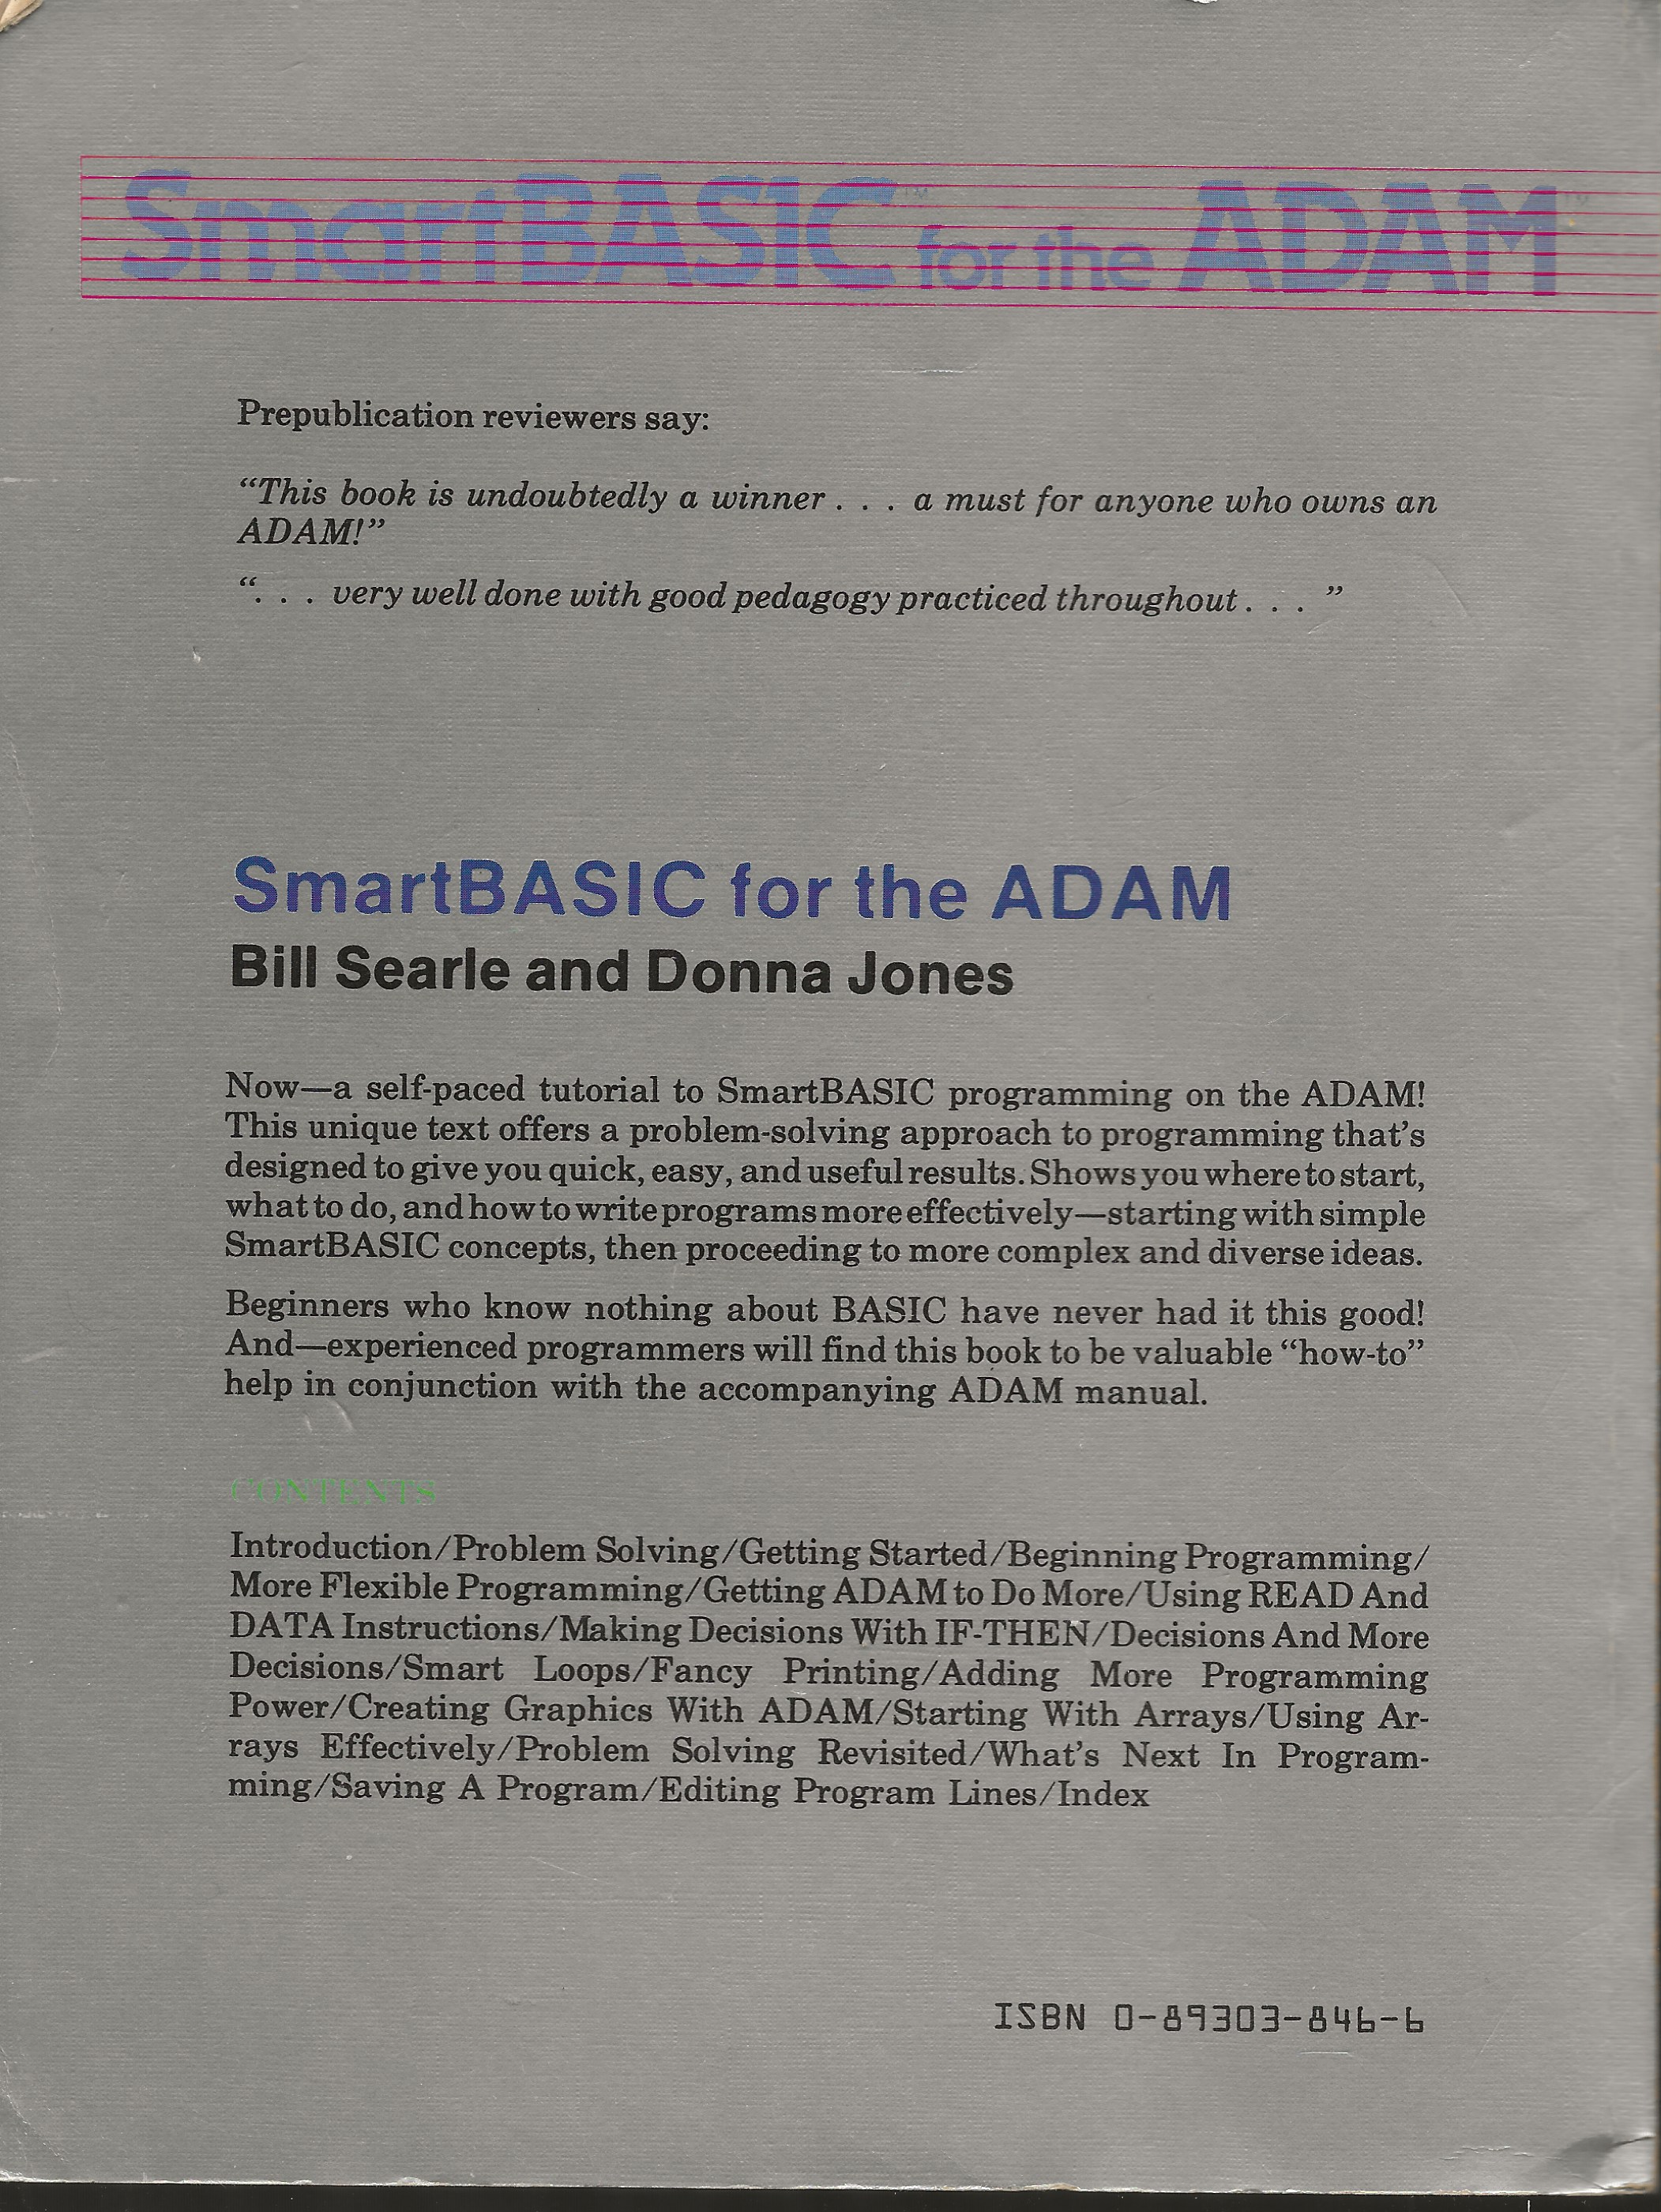 SmartBASIC™ for the ADAM™
Prepublication reviewers say:
“This book is undoubtedly a winner . . . a must for anyone who owns an
ADAM!”
“. . . very well done with good pedagogy practiced throughout . . . ”
SmartBASIC for the ADAM
Bill Searle and Donna Jones
Now—a self-paced tutorial to SmartBASIC programming on the ADAM!
This unique text offers a problem-solving approach to programming that’s
designed to give you quick, easy, and useful results. Shows you where to start,
what to do, and how to write programs more effectively—starting with simple
SmartBASIC concepts, then proceeding to more complex and diverse ideas.
Beginners who know nothing about BASIC have never had it this good!
And—experienced programmers will find this book to be valuable “how-to”
help in conjunction with the accompanying ADAM manual.
CONTENTS
Introduction/Problem Solving/Getting Started/Beginning Programming/
More Flexible Programming/Getting ADAM to Do More/Using READ And
DATA Instructions/Making Decisions With IF-THEN/Decisions And More
Decisions/Smart Loops/Fancy Printing/Adding More Programming
Power/Creating Graphics With ADAM/Starting With Arrays/Using Ar-
rays Effectively/Problem Solving Revisited/What’s Next In Program-
ming/Saving A Program/Editing Program Lines/Index
ISBN 0-89303-846-6